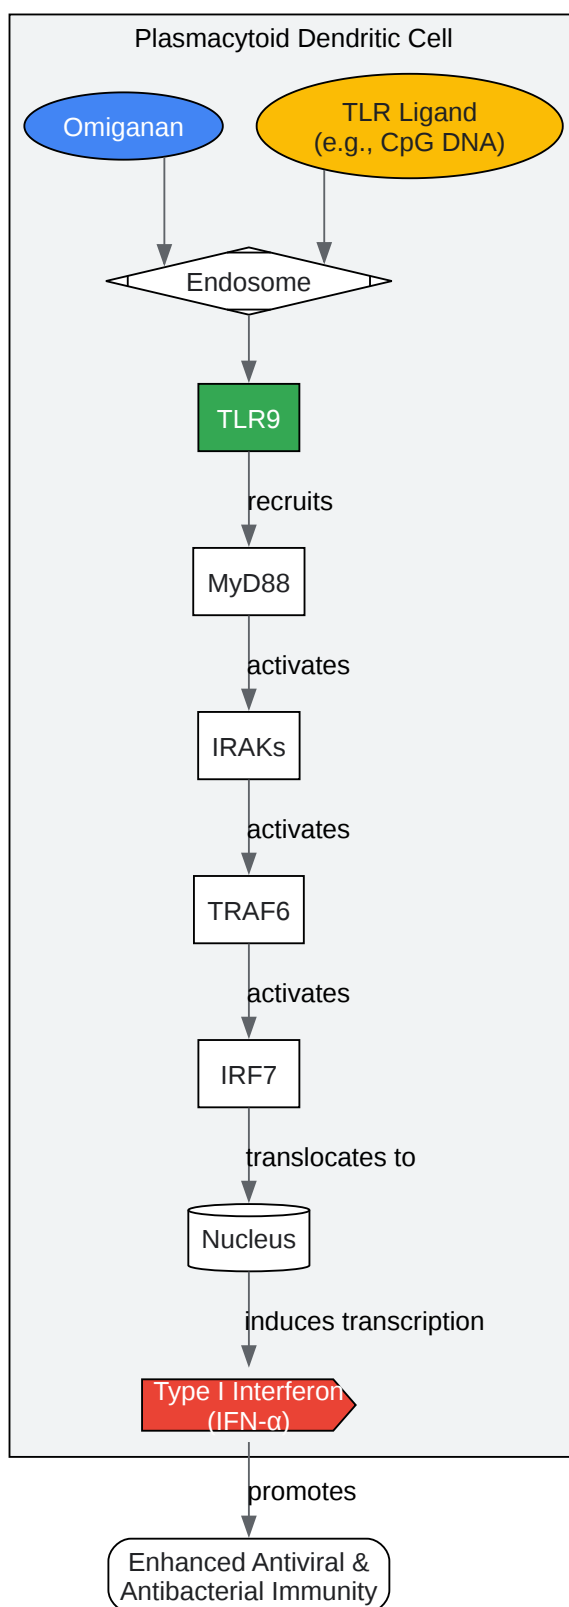 Plasmacytoid Dendritic Cell
Omiganan
TLR Ligand
(e.g., CpG DNA)
Endosome
TLR9
recruits
MyD88
activates
IRAKs
activates
TRAF6
activates
IRF7
translocates to
Nucleus
induces transcription
Type I Interferon
(IFN-α)
promotes
Enhanced Antiviral &
Antibacterial Immunity